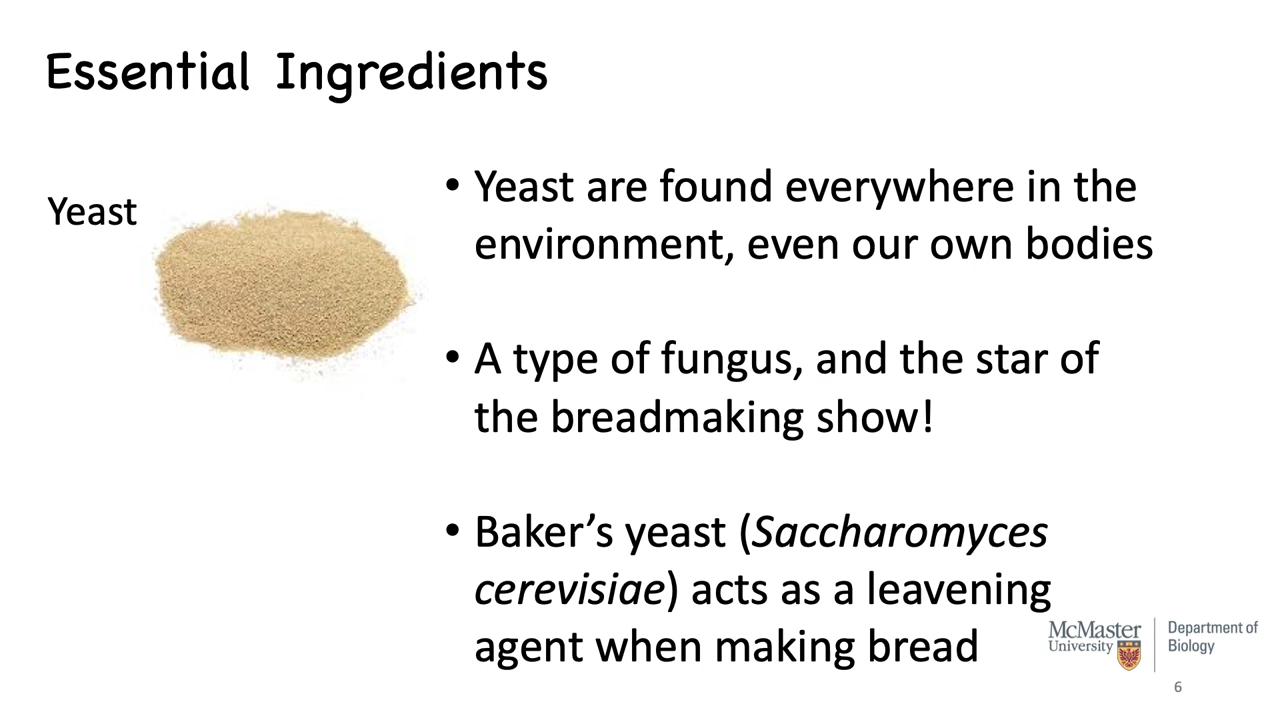 Essential Ingredients
Yeast
• Yeast are found everywhere in the
environment, even our own bodies
• A type of fungus, and the star of
the breadmaking show!
• Baker’s yeast (Saccharomyces
cerevisiae) acts as a leavening
agent when making bread
McMaster
University
Department of
Biology
6